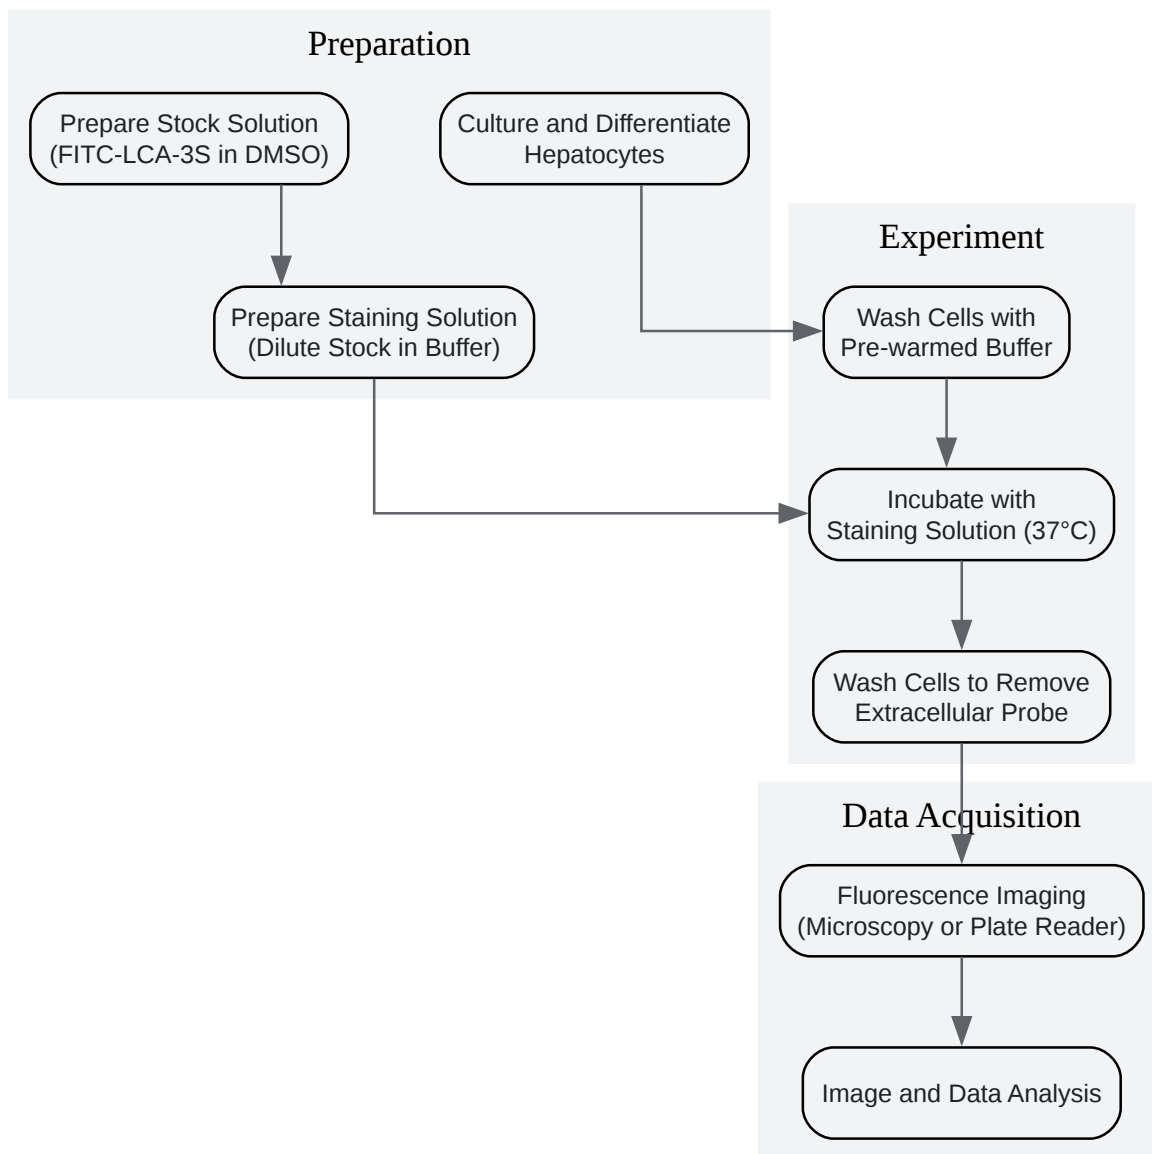 Preparation
Prepare Stock Solution
(FITC-LCA-3S in DMSO)
Culture and Differentiate
Hepatocytes
Prepare Staining Solution
(Dilute Stock in Buffer)
Experiment
Wash Cells with
Pre-warmed Buffer
Incubate with
Staining Solution (37°C)
Wash Cells to Remove
Extracellular Probe
Data Acquisition
Fluorescence Imaging
(Microscopy or Plate Reader)
Image and Data Analysis